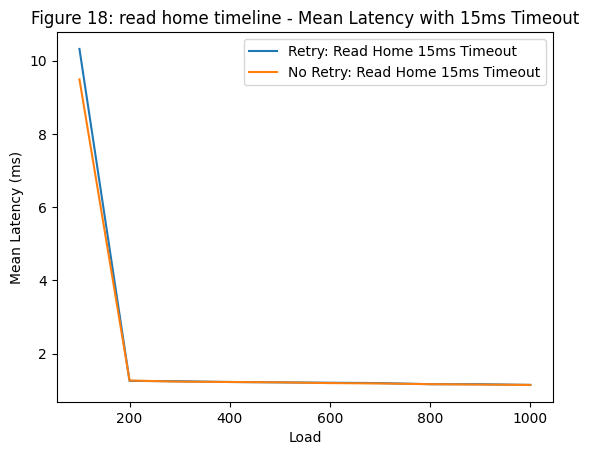 Figure 18: read home timeline - Mean Latency with 15ms Timeout
Retry: Read Home 15ms Timeout
No Retry: Read Home 15ms Timeout
Mean Latency (ms)
10
8
6
4
2
200
400
600
800
1000
Load